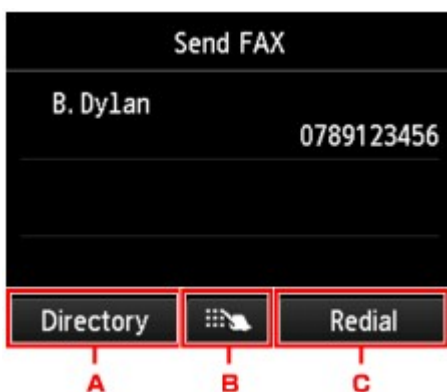 Send FAX
B. Dylan
0789123456
Directory
Redial
A
B
C